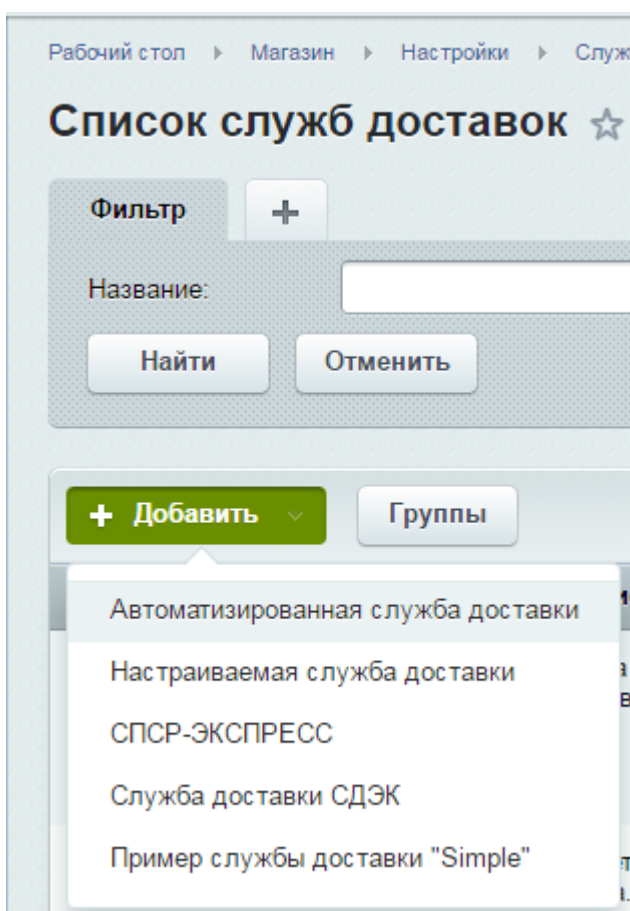 Рабочий стол Магазин Настройки
Список служб доставок
Фильтр
Название:
Найти Отменить
Добавить Группы
Автоматизированная служба доставки
Настраиваемая служба доставки
СПСР-ЭКСПРЕСС
Служба доставки СДЭК
Пример службы доставки "Simple"